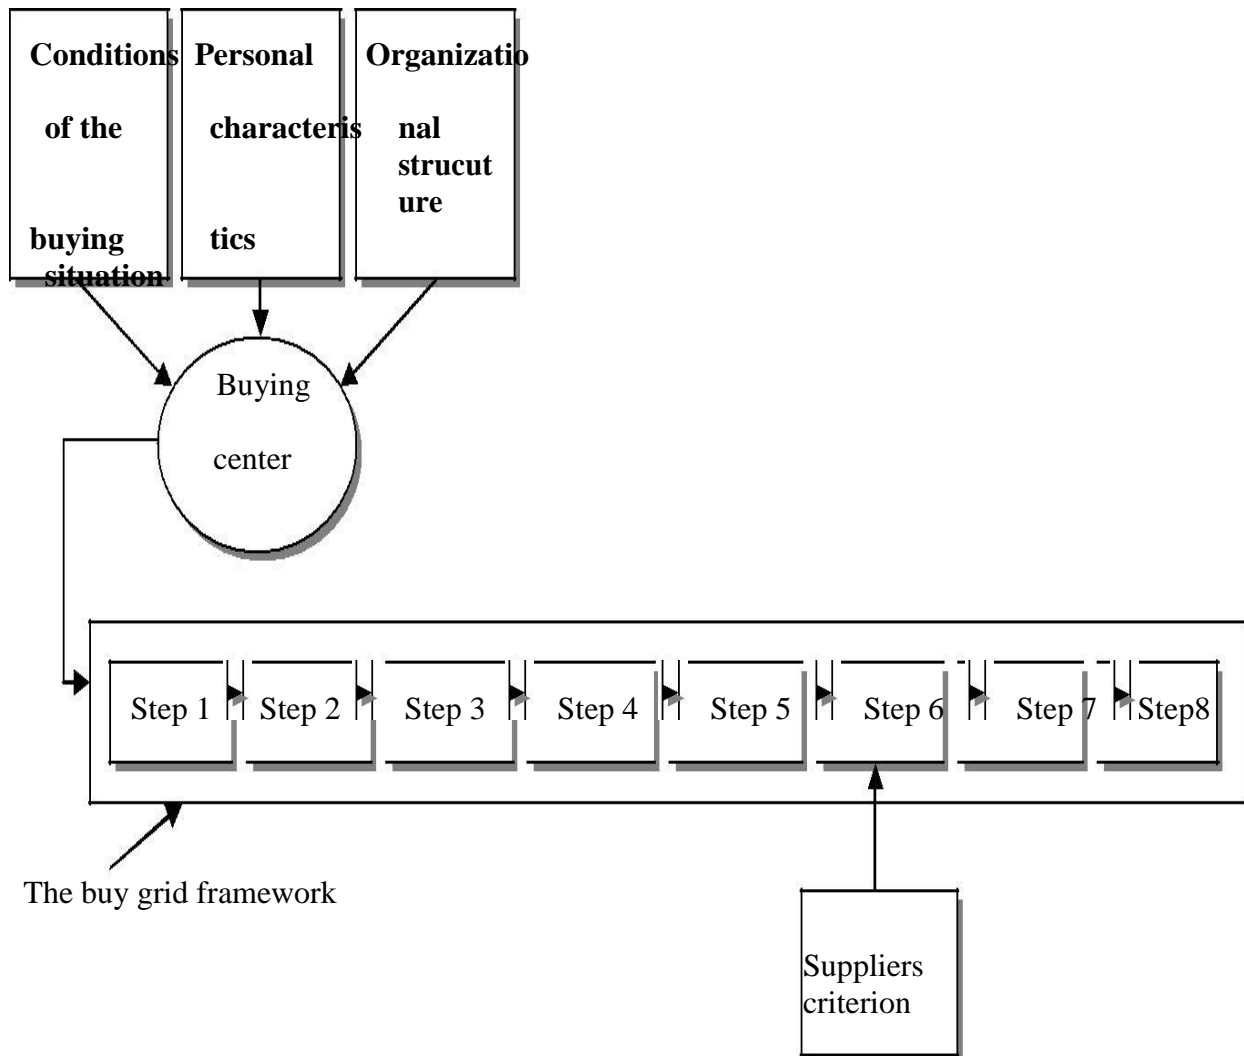 Conditions
of the
buying
situation
Personal
characteris
tics
Organizatio
nal
strucut
ure
Buying
center
Step 1
Step 2
Step 3
Step 4
Step 5
Step 6
Step 7
Step8
The buy grid framework
Suppliers
criterion